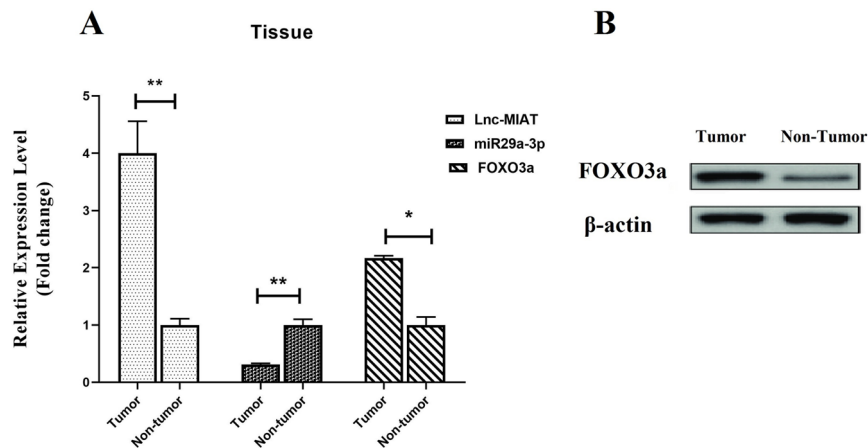 A
Tissue
B
Relative Expression Level
(Fold change)
5
4
3
2
1
0
**
**
*
Lnc-MIAT
miR29a-3p
FOXO3a
Tumor
Non-tumor
Tumor
Non-tumor
Tumor
Non-tumor
Tumor Non-Tumor
FOXO3a
β-actin